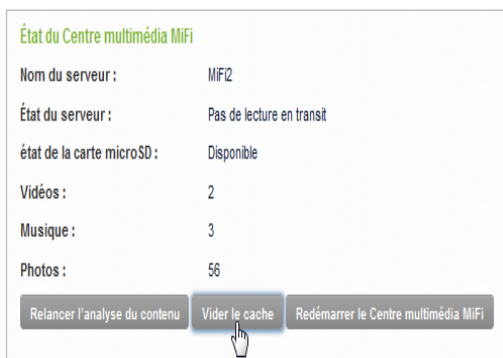 État du Centre multimédia MiFi
Nom du serveur : MiFi2
État du serveur : Pas de lecture en transit
état de la carte microSD : Disponible
Vidéos : 2
Musique : 3
Photos : 56
Relancer l'analyse du contenu Vider le cache Redémarrer le Centre multimédia MiFi